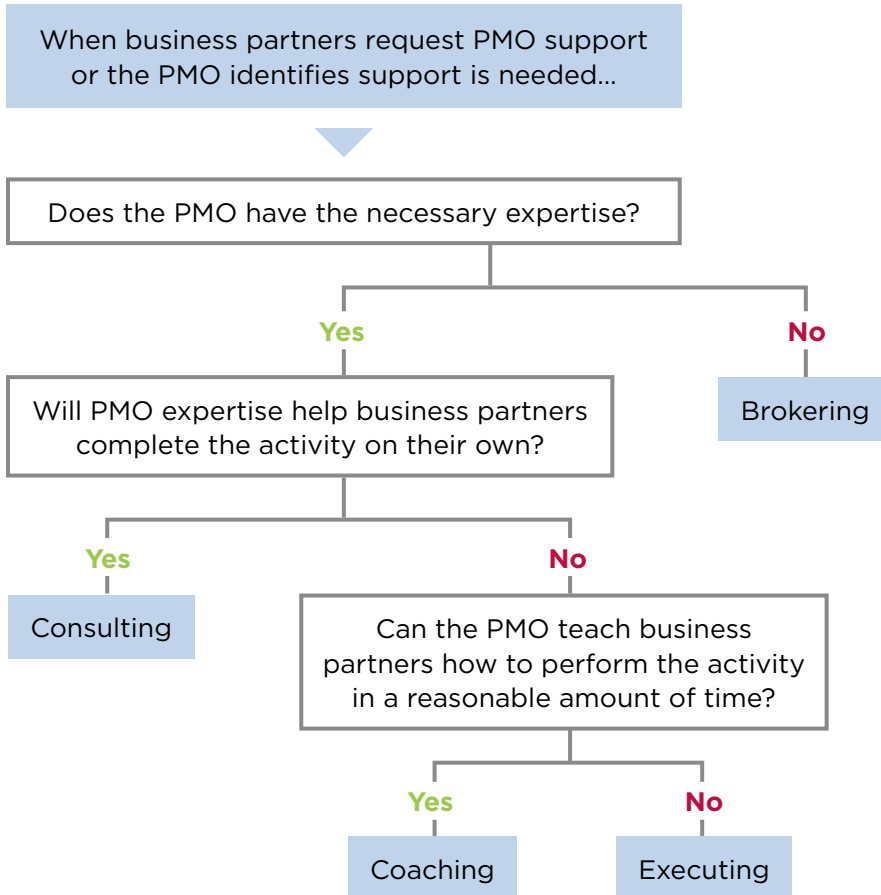 When business partners request PMO support
or the PMO identifies support is needed...
Does the PMO have the necessary expertise?
Yes
No
Will PMO expertise help business partners
complete the activity on their own?
Brokering
Yes
No
Consulting
Can the PMO teach business
partners how to perform the activity
in a reasonable amount of time?
Yes
No
Coaching
Executing